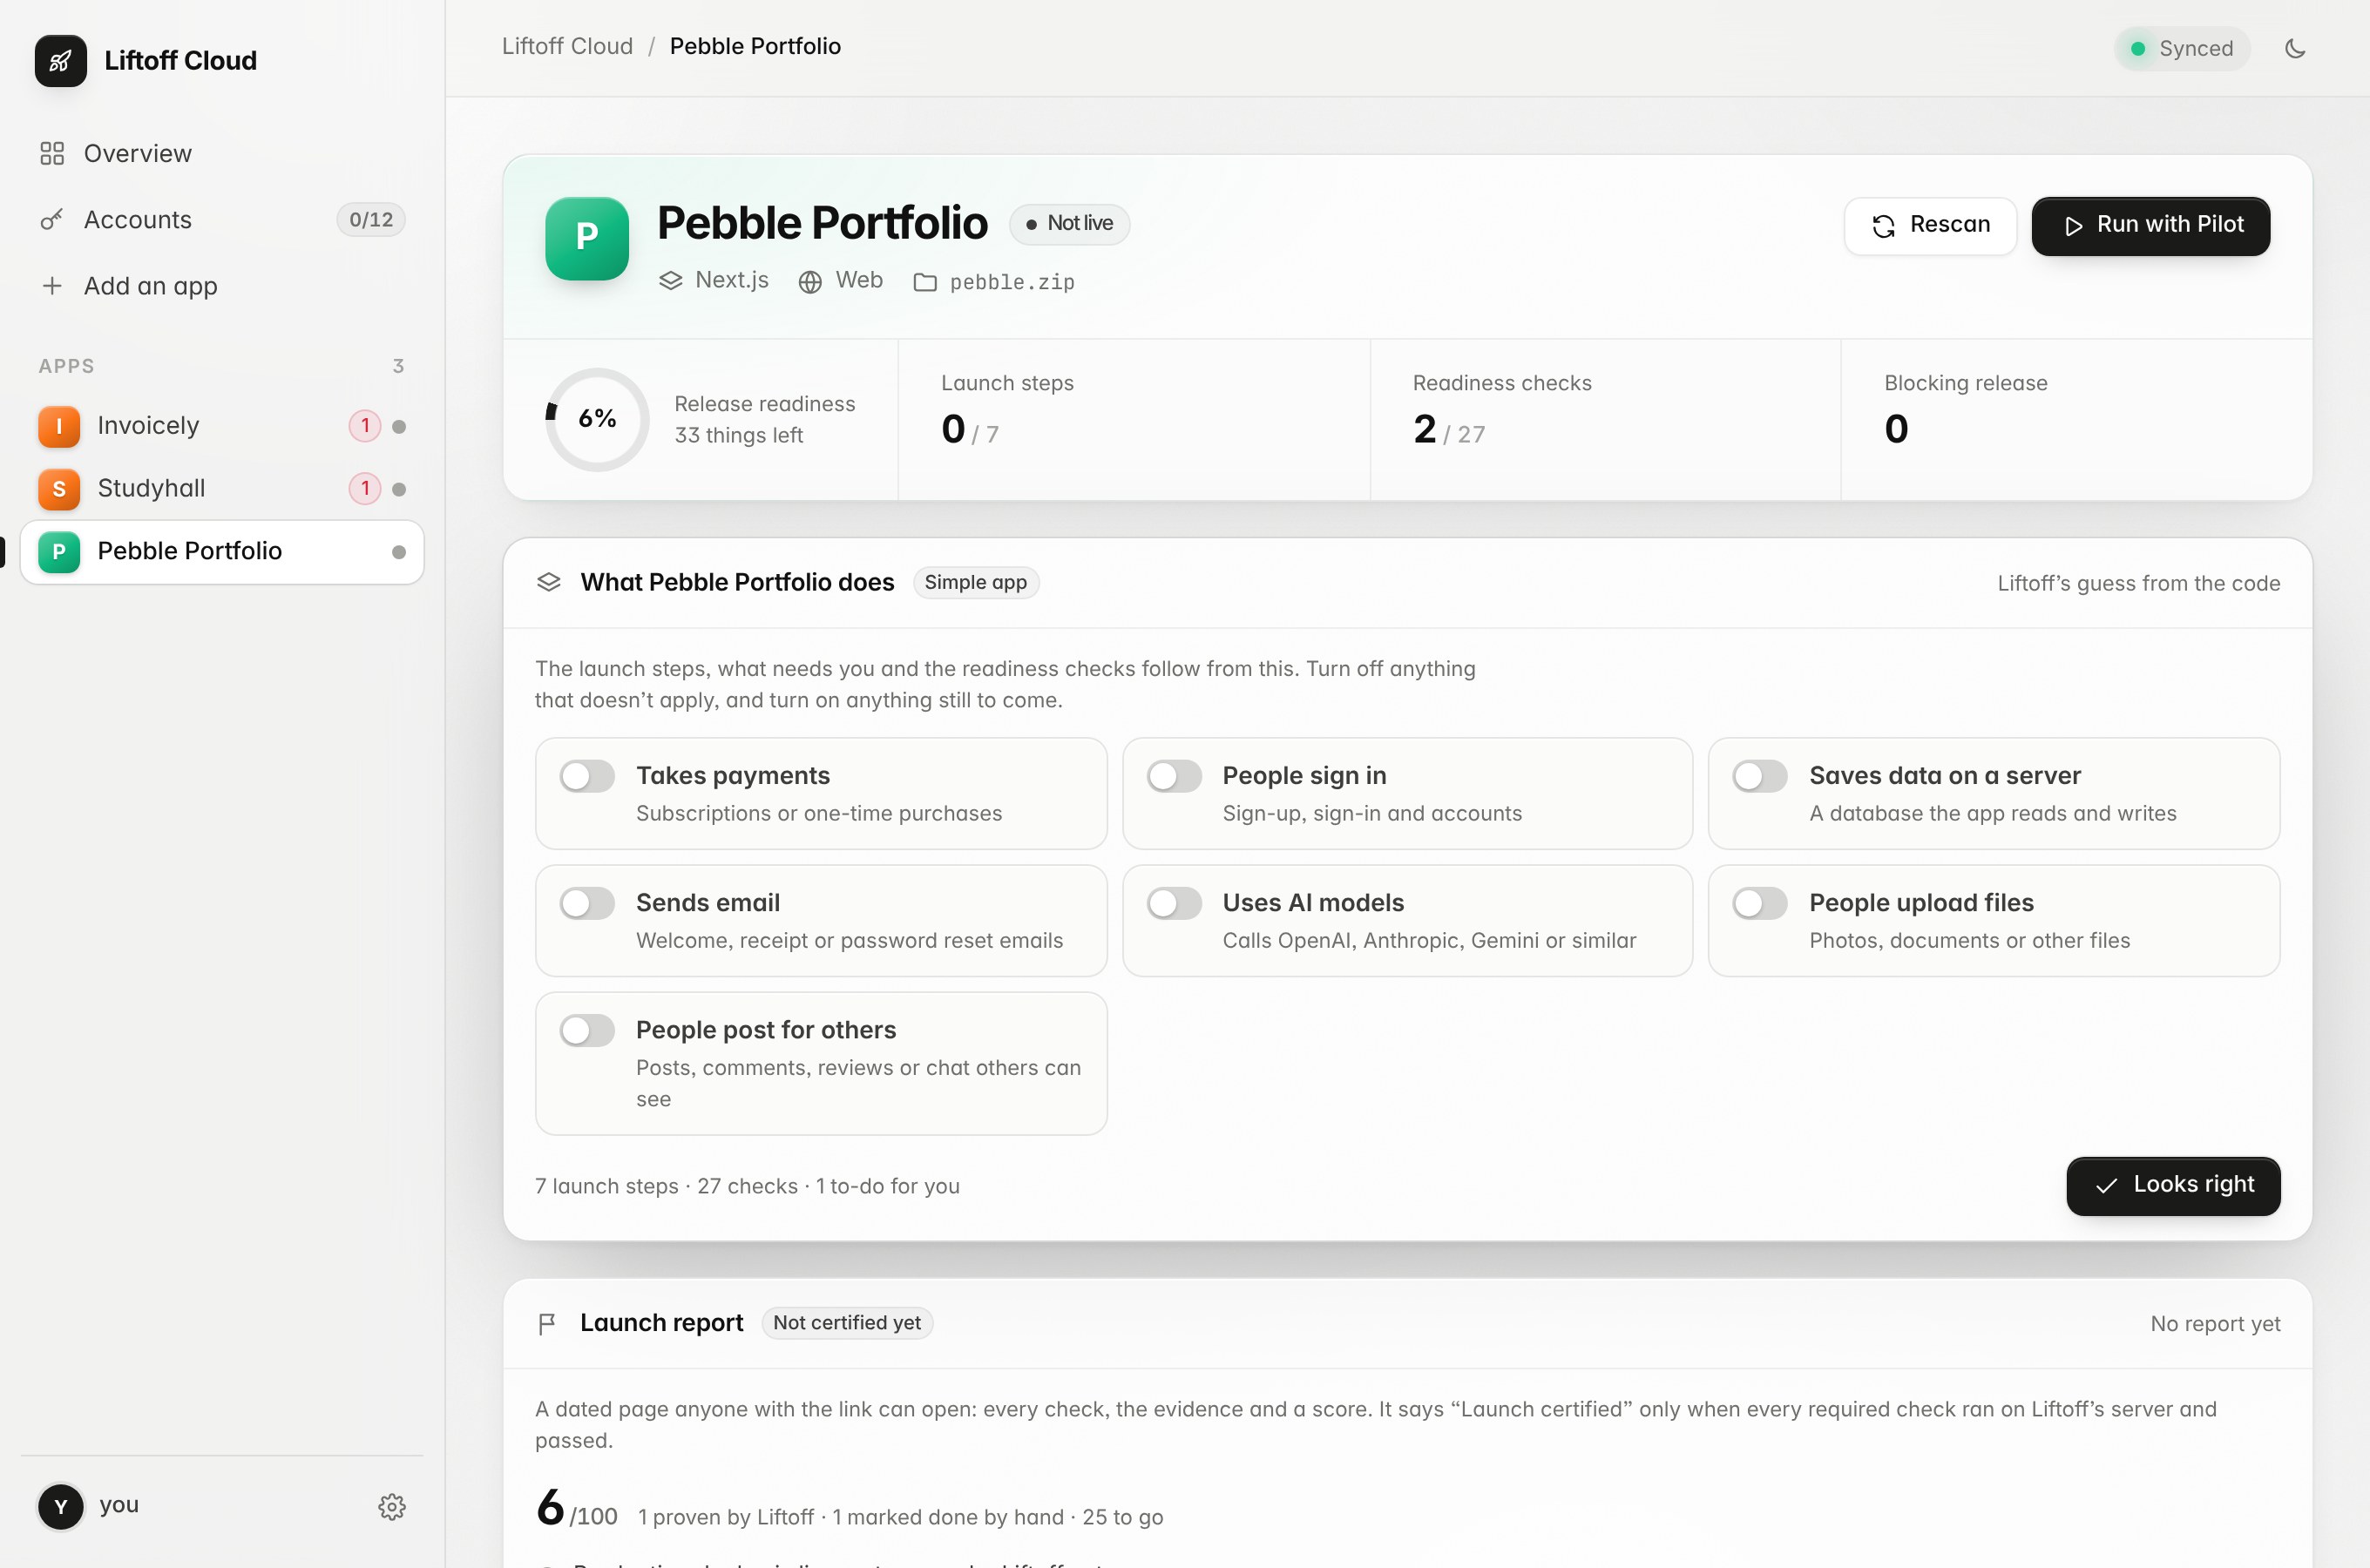 Liftoff Cloud
Overview
Accounts
0/12
Add an app
APPS
3
I
Invoicely
1
S
Studyhall
1
P
Pebble Portfolio
Y
you
Liftoff Cloud / Pebble Portfolio
Synced
P
Pebble Portfolio
Not live
Next.js
Web
pebble.zip
Rescan
Run with Pilot
6%
Release readiness
33 things left
Launch steps
0 / 7
Readiness checks
2 / 27
Blocking release
0
What Pebble Portfolio does
Simple app
Liftoff’s guess from the code
The launch steps, what needs you and the readiness checks follow from this. Turn off anything
that doesn’t apply, and turn on anything still to come.
Takes payments
Subscriptions or one-time purchases
People sign in
Sign-up, sign-in and accounts
Saves data on a server
A database the app reads and writes
Sends email
Welcome, receipt or password reset emails
Uses AI models
Calls OpenAI, Anthropic, Gemini or similar
People upload files
Photos, documents or other files
People post for others
Posts, comments, reviews or chat others can
see
7 launch steps · 27 checks · 1 to-do for you
Looks right
Launch report
Not certified yet
No report yet
A dated page anyone with the link can open: every check, the evidence and a score. It says “Launch certified” only when every required check ran on Liftoff’s server and
passed.
6/100
1 proven by Liftoff · 1 marked done by hand · 25 to go